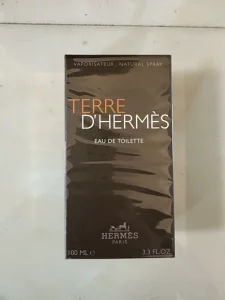 VAPORISATEUR . NATURAL SPRAY
TERRE
D'HERMÈS
EAU DE TOILETTE
HERMÈS
PARIS
100 ML ℮ 3.3 FL.OZ.